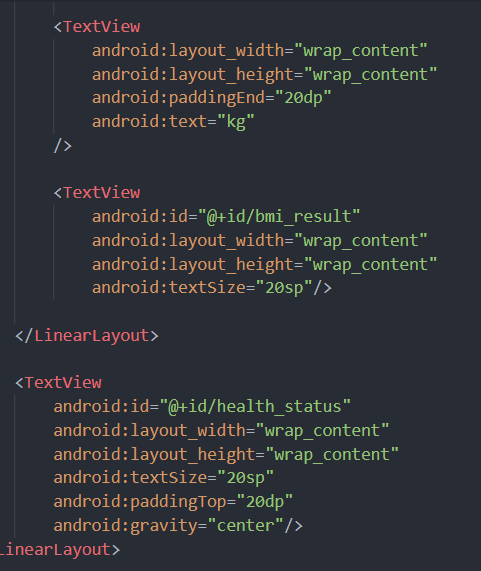 <TextView
android:layout_width="wrap_content"
android:layout_height="wrap_content"
android:paddingEnd="20dp"
android:text="kg"
/>
<TextView
android:id="@+id/bmi_result"
android:layout_width="wrap_content"
android:layout_height="wrap_content"
android:textSize="20sp"/>
</LinearLayout>
<TextView
android:id="@+id/health_status"
android:layout_width="wrap_content"
android:layout_height="wrap_content"
android:textSize="20sp"
android:paddingTop="20dp"
android:gravity="center"/>
LinearLayout>